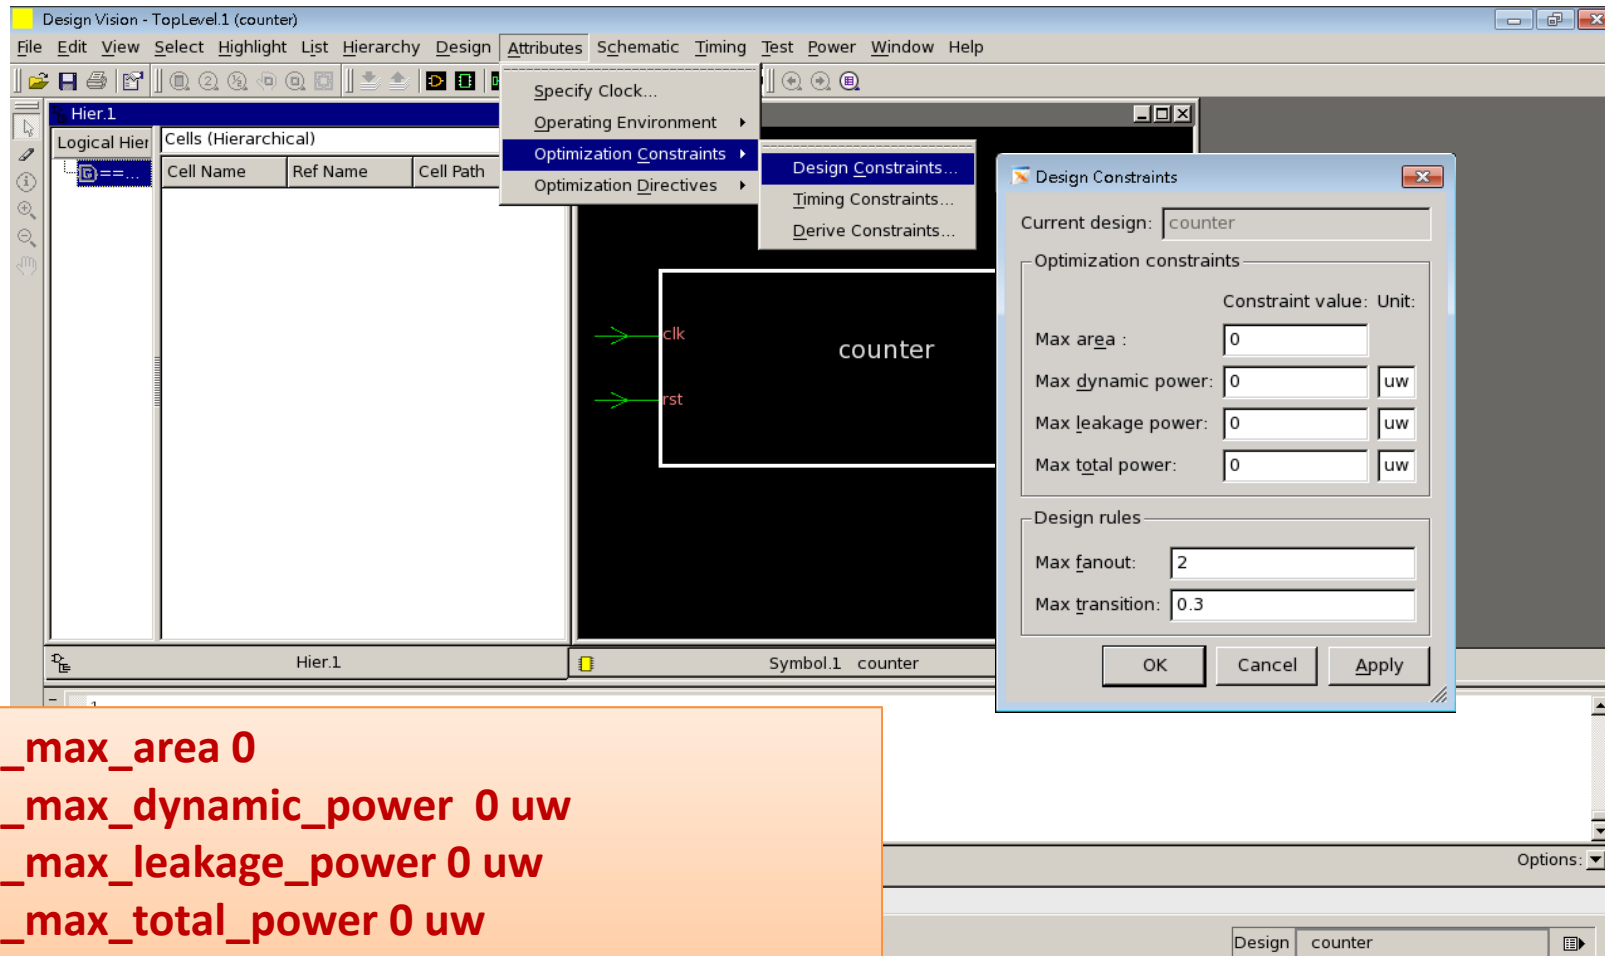 Design Vision - TopLevel.1 (counter)
File Edit View Select Highlight List Hierarchy Design Attributes Schematic Timing Test Power Window Help
Specify Clock...
Operating Environment
Optimization Constraints
Optimization Directives
Design Constraints...
Timing Constraints...
Derive Constraints...
Hier.1
Logical Hier
Cells (Hierarchical)
Cell Name Ref Name Cell Path
==...
clk
rst
counter
Design Constraints
Current design: counter
Optimization constraints
Constraint value: Unit:
Max area : 0
Max dynamic power: 0 uw
Max leakage power: 0 uw
Max total power: 0 uw
Design rules
Max fanout: 2
Max transition: 0.3
OK Cancel Apply
Hier.1
Symbol.1 counter
1
_max_area 0
_max_dynamic_power 0 uw
_max_leakage_power 0 uw
_max_total_power 0 uw
Options:
Design counter